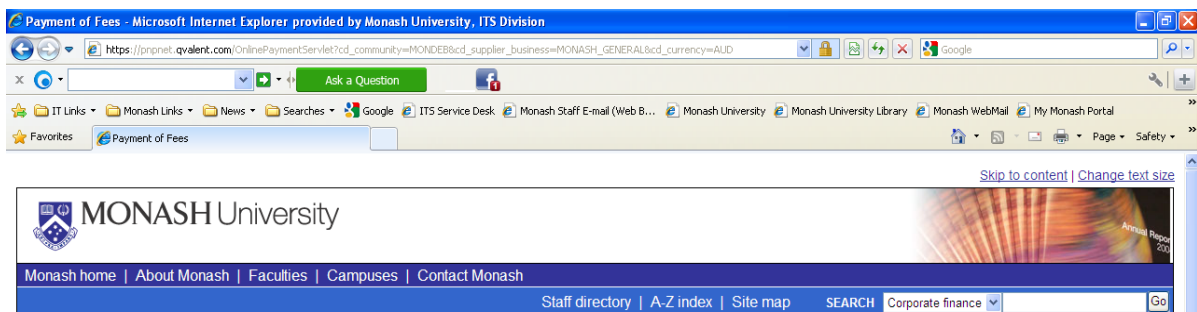 Payment of Fees - Microsoft Internet Explorer provided by Monash University, ITS Division
https://pnpnet.qvalent.com/OnlinePaymentServlet?cd_community=MONDEB&cd_supplier_business=MONASH_GENERAL&cd_currency=AUD Google
Ask a Question
IT Links Monash Links News Searches Google ITS Service Desk Monash Staff E-mail (Web B... Monash University Monash University Library Monash WebMail My Monash Portal
Favorites Payment of Fees Page Safety
Skip to content | Change text size
MONASH University
Annual Repor
200
Monash home | About Monash | Faculties | Campuses | Contact Monash
Staff directory | A-Z index | Site map SEARCH Corporate finance Go